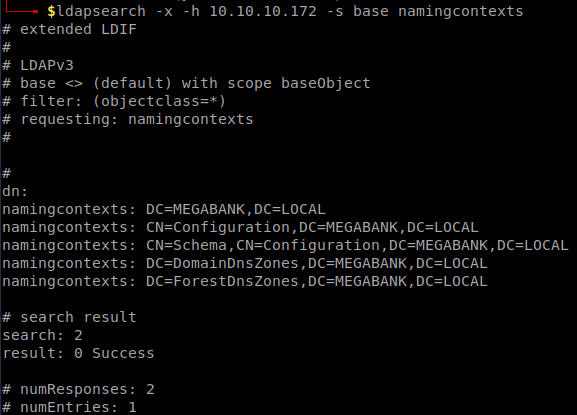 $ldapsearch -x -h 10.10.10.172 -s base namingcontexts
# extended LDIF
#
# LDAPv3
# base <> (default) with scope baseObject
# filter: (objectclass=*)
# requesting: namingcontexts
#

#
dn:
namingcontexts: DC=MEGABANK,DC=LOCAL
namingcontexts: CN=Configuration,DC=MEGABANK,DC=LOCAL
namingcontexts: CN=Schema,CN=Configuration,DC=MEGABANK,DC=LOCAL
namingcontexts: DC=DomainDnsZones,DC=MEGABANK,DC=LOCAL
namingcontexts: DC=ForestDnsZones,DC=MEGABANK,DC=LOCAL

# search result
search: 2
result: 0 Success

# numResponses: 2
# numEntries: 1